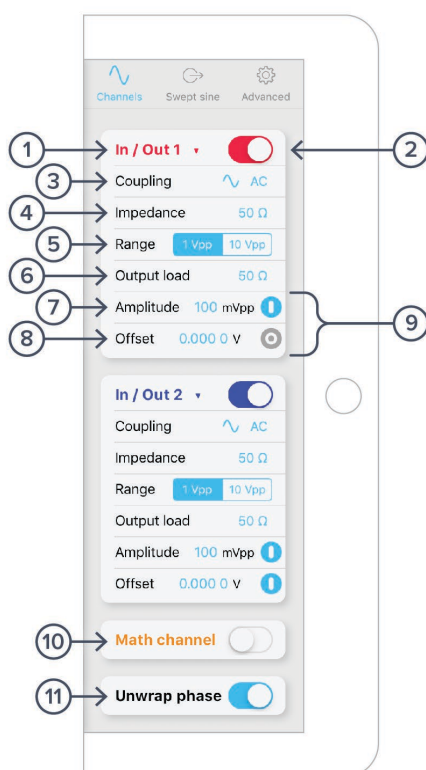 Channels Swept sine Advanced
1 In / Out 1 ▾ 2
3 Coupling AC
4 Impedance 50 Ω
5 Range 1 Vpp 10 Vpp
6 Output load 50 Ω
7 Amplitude 100 mVpp
8 Offset 0.000 0 V
9
In / Out 2 ▾
Coupling AC
Impedance 50 Ω
Range 1 Vpp 10 Vpp
Output load 50 Ω
Amplitude 100 mVpp
Offset 0.000 0 V
10 Math channel
11 Unwrap phase